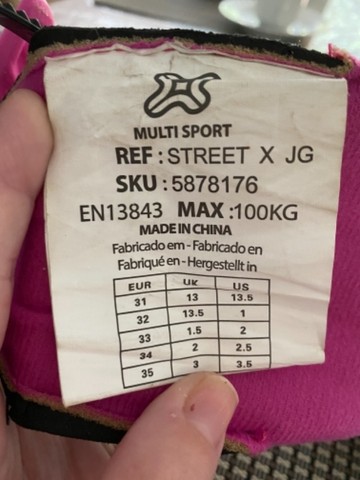 MULTI SPORT
REF : STREET X JG
SKU : 5878176
EN13843 MAX :100KG
MADE IN CHINA
Fabricado em - Fabricado en
Fabriqué en - Hergestellt in
EUR UK US
31 13 13.5
32 13.5 1
33 1.5 2
34 2 2.5
35 3 3.5